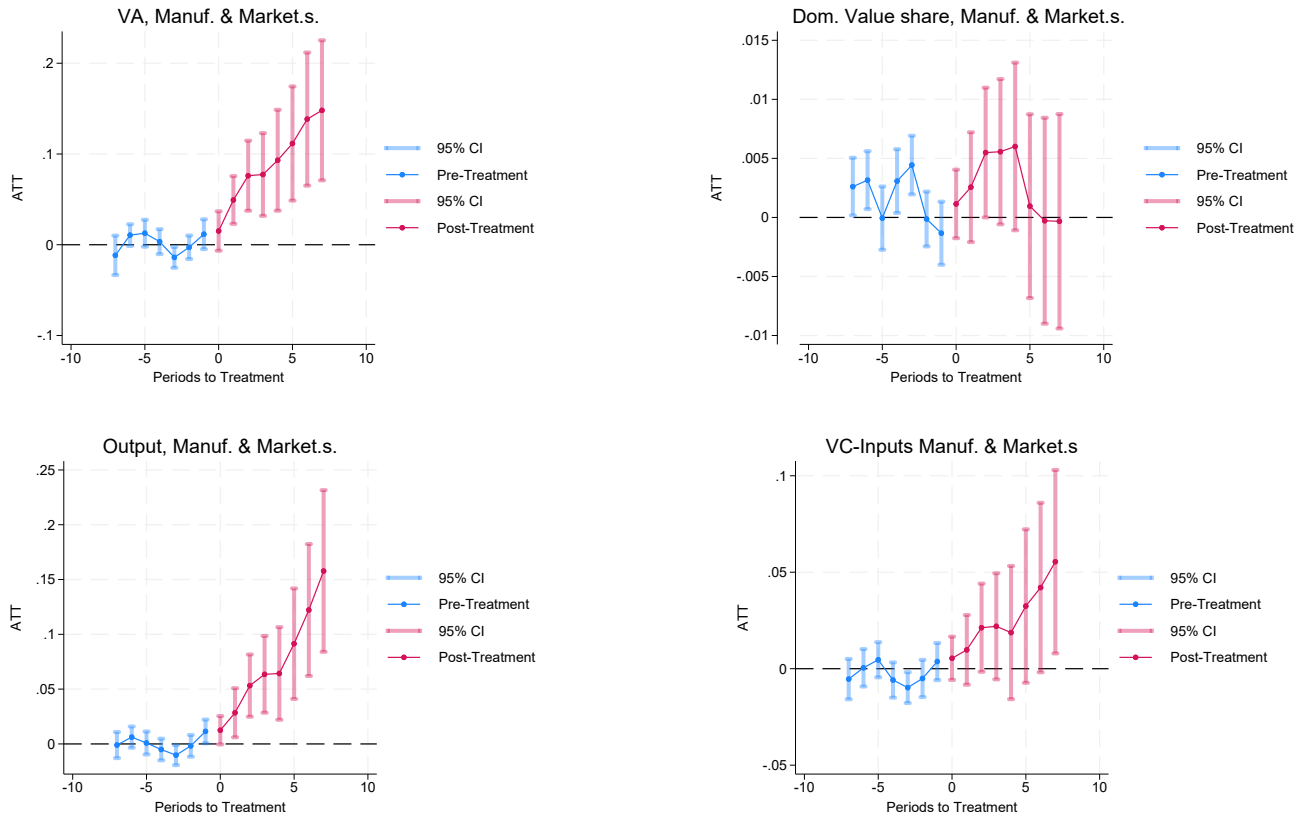 VA, Manuf. & Market.s.
.2
.1
0
-.1
ATT
-10
-5
0
5
10
Periods to Treatment
95% CI
Pre-Treatment
95% CI
Post-Treatment
Dom. Value share, Manuf. & Market.s.
.015
.01
.005
0
-.005
-.01
ATT
-10
-5
0
5
10
Periods to Treatment
95% CI
Pre-Treatment
95% CI
Post-Treatment
Output, Manuf. & Market.s.
.25
.2
.15
.1
.05
0
ATT
-10
-5
0
5
10
Periods to Treatment
95% CI
Pre-Treatment
95% CI
Post-Treatment
VC-Inputs Manuf. & Market.s
.1
.05
0
-.05
ATT
-10
-5
0
5
10
Periods to Treatment
95% CI
Pre-Treatment
95% CI
Post-Treatment